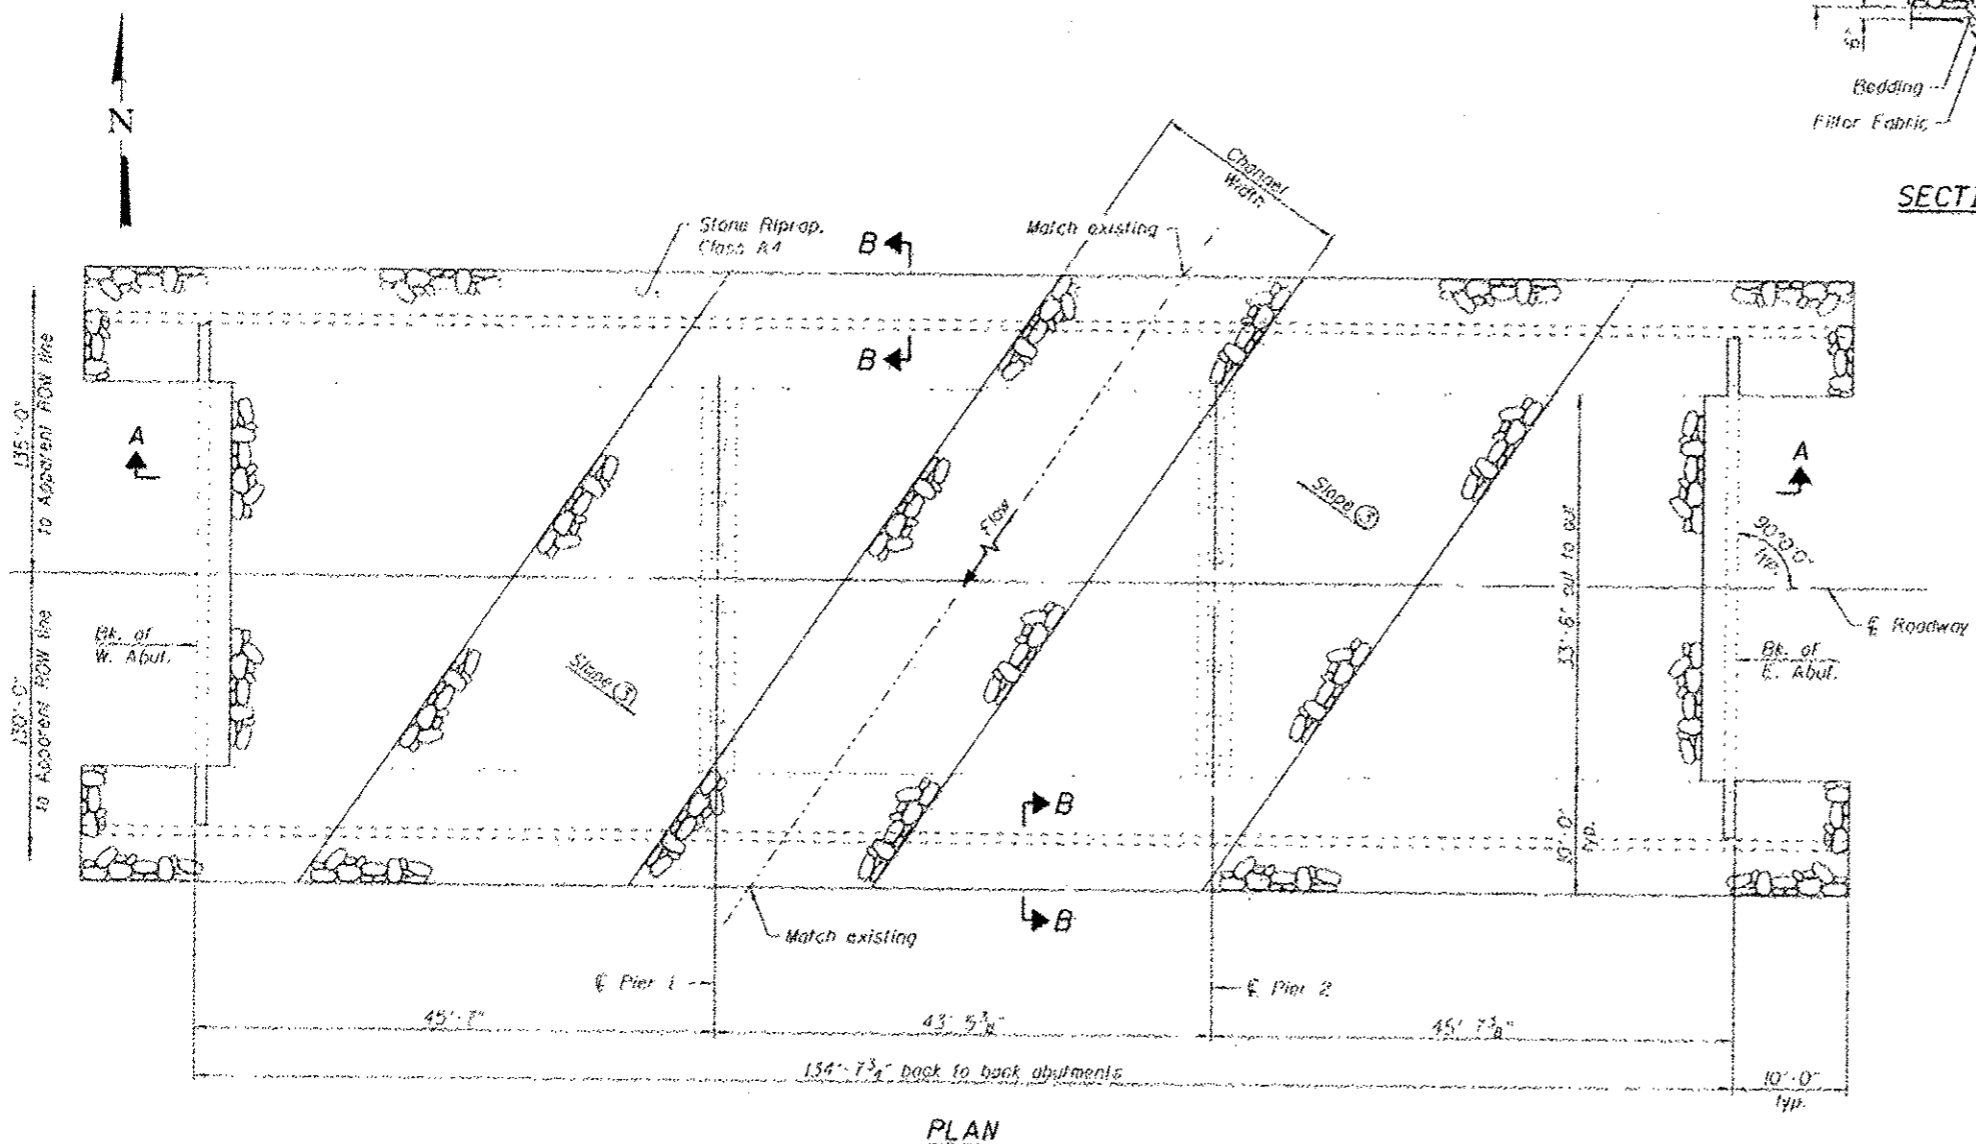 Bedding
Filter Fabric
N
Channel
Width
Stone Riprap,
Class A4
B
Match existing
B
135'-0"
to Apparent ROW line
A
Flow
Slope 3
33'-6" out to out
A
90°0'0"
typ.
℄ Roadway
130'-0"
to Apparent ROW line
Bk. of
W. Abut.
Slope 3
Bk. of
E. Abut.
B
10'-0"
typ.
B
Match existing
℄ Pier 1
℄ Pier 2
45'-7"
43'-5⅜"
45'-7⅜"
134'-7¾" back to back abutments
10'-0"
typ.
PLAN